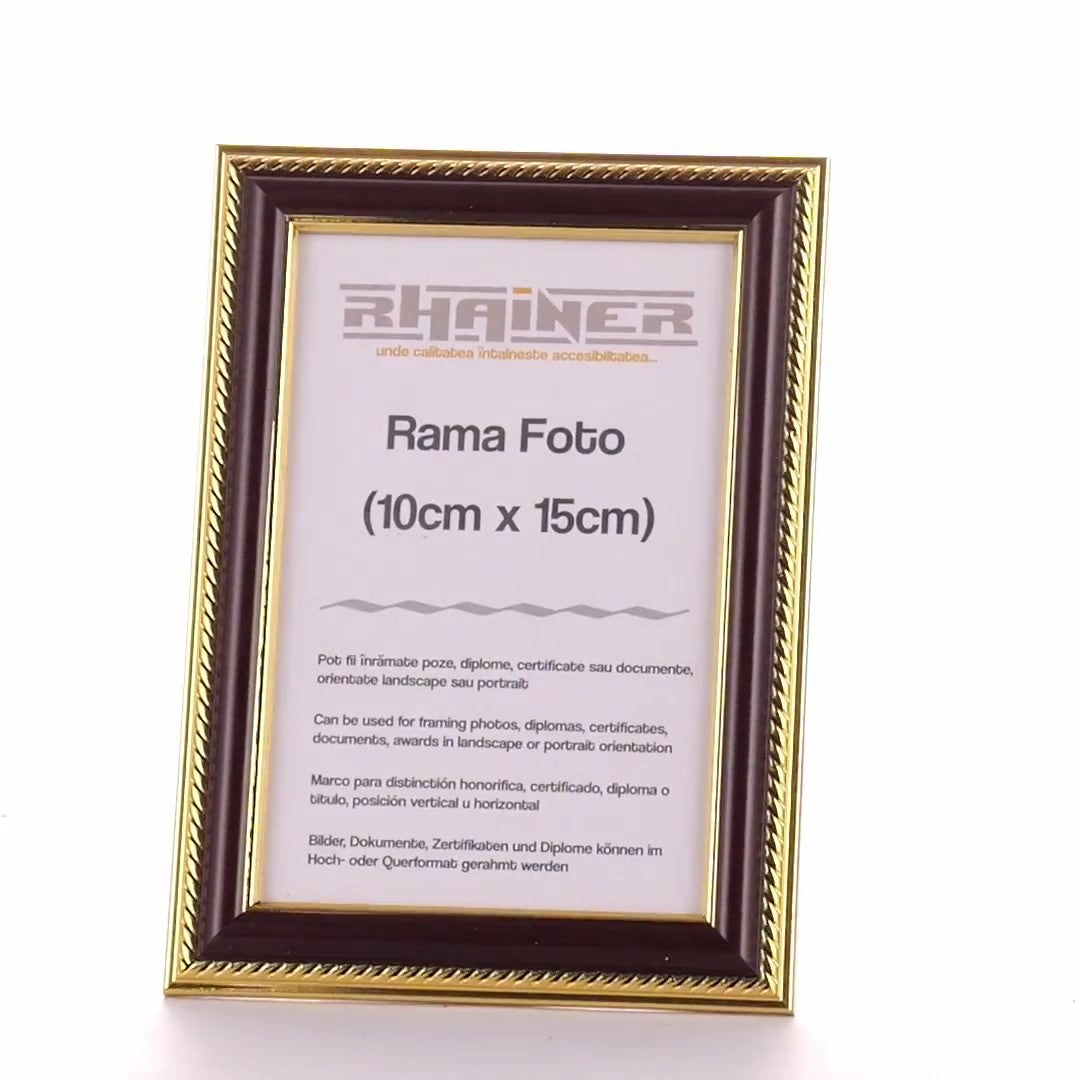 RHAINER
unde calitatea întalneste accesibilitatea...
Rama Foto
(10cm x 15cm)
Pot fii înrămate poze, diplome, certificate sau documente,
orientate landscape sau portrait
Can be used for framing photos, diplomas, certificates,
documents, awards in landscape or portrait orientation
Marco para distinctión honorifica, certificado, diploma o
titulo, posición vertical u horizontal
Bilder, Dokumente, Zertifikaten und Diplome können im
Hoch- oder Querformat gerahmt werden